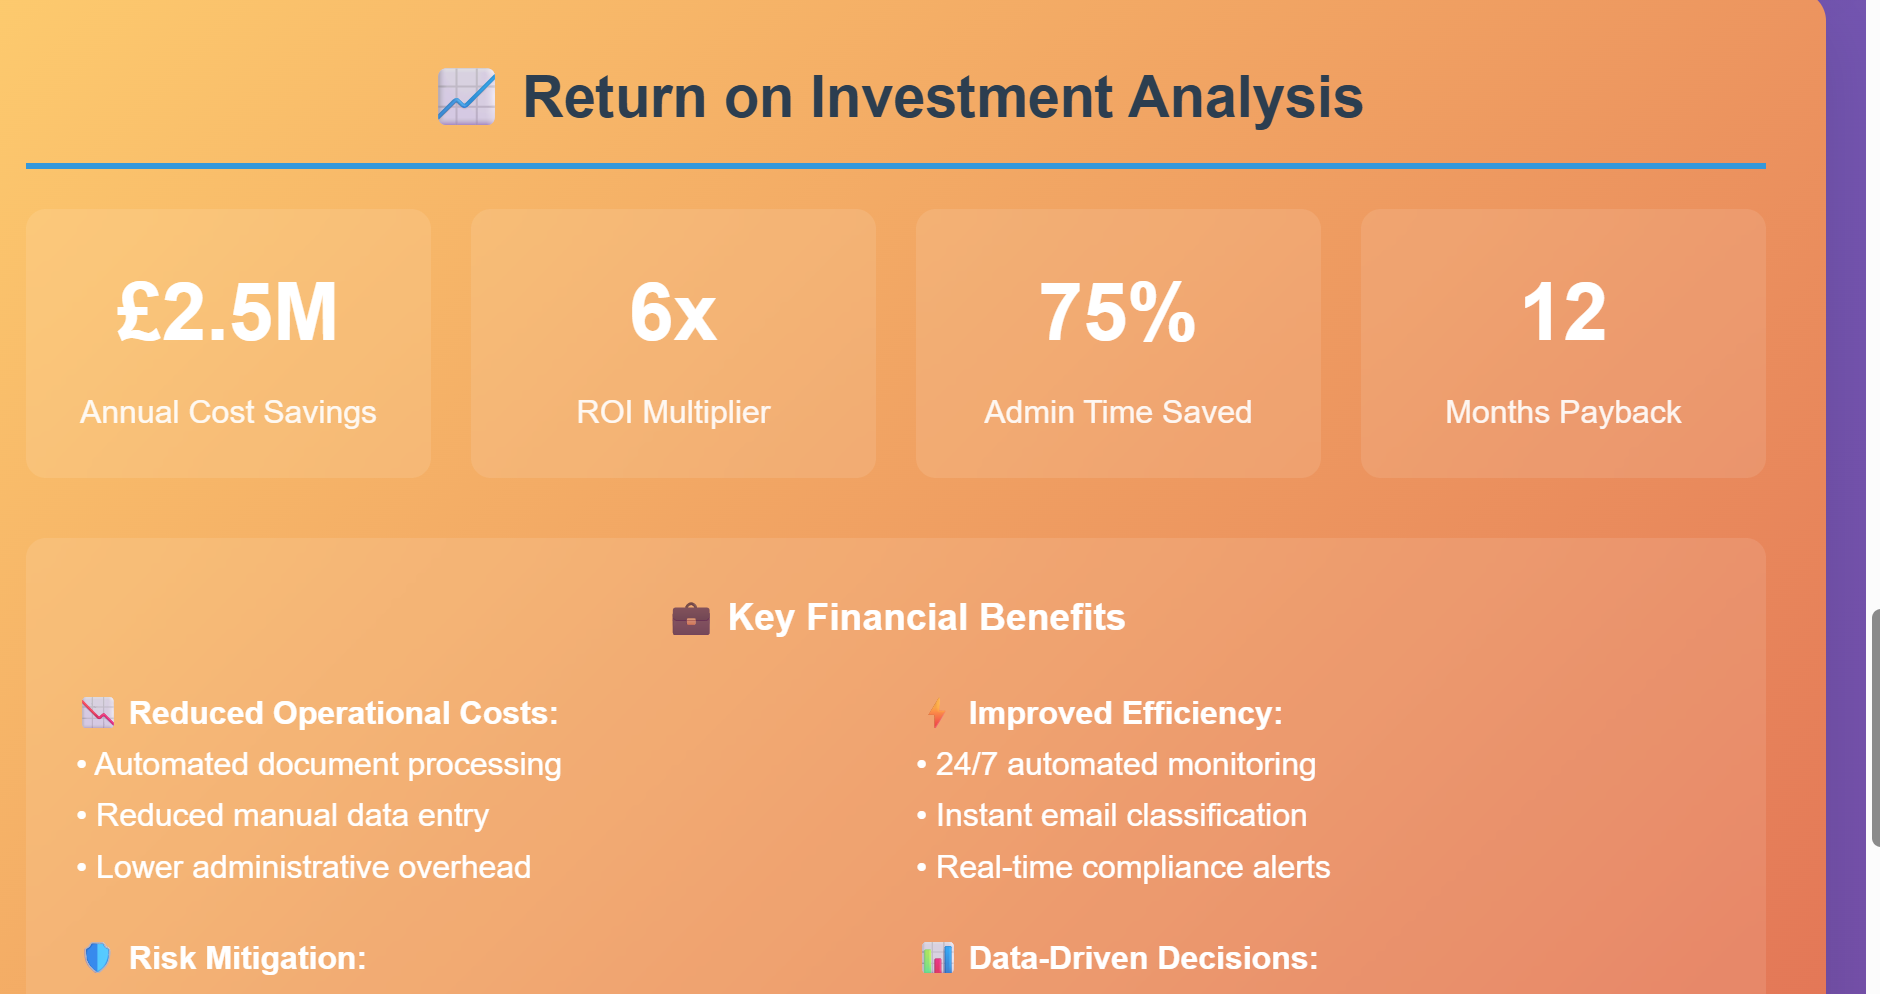 Return on Investment Analysis
£2.5M
Annual Cost Savings
6x
ROI Multiplier
75%
Admin Time Saved
12
Months Payback
Key Financial Benefits
Reduced Operational Costs:
• Automated document processing
• Reduced manual data entry
• Lower administrative overhead
Improved Efficiency:
• 24/7 automated monitoring
• Instant email classification
• Real-time compliance alerts
Risk Mitigation:
Data-Driven Decisions: